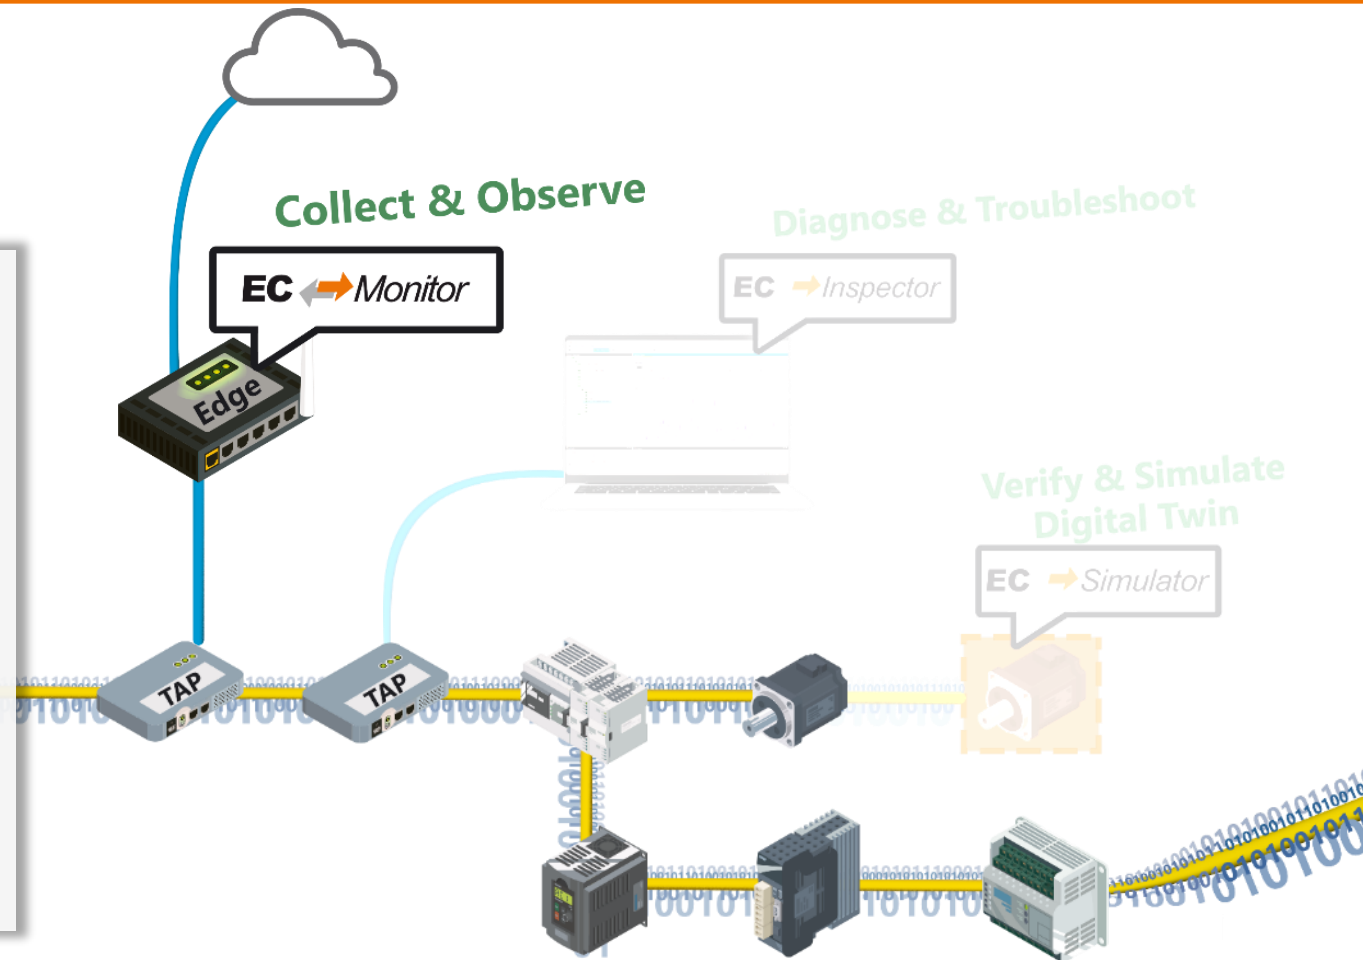 Collect & Observe
Diagnose & Troubleshoot
EC Monitor
EC Inspector
Edge
Verify & Simulate
Digital Twin
EC Simulator
TAP
TAP